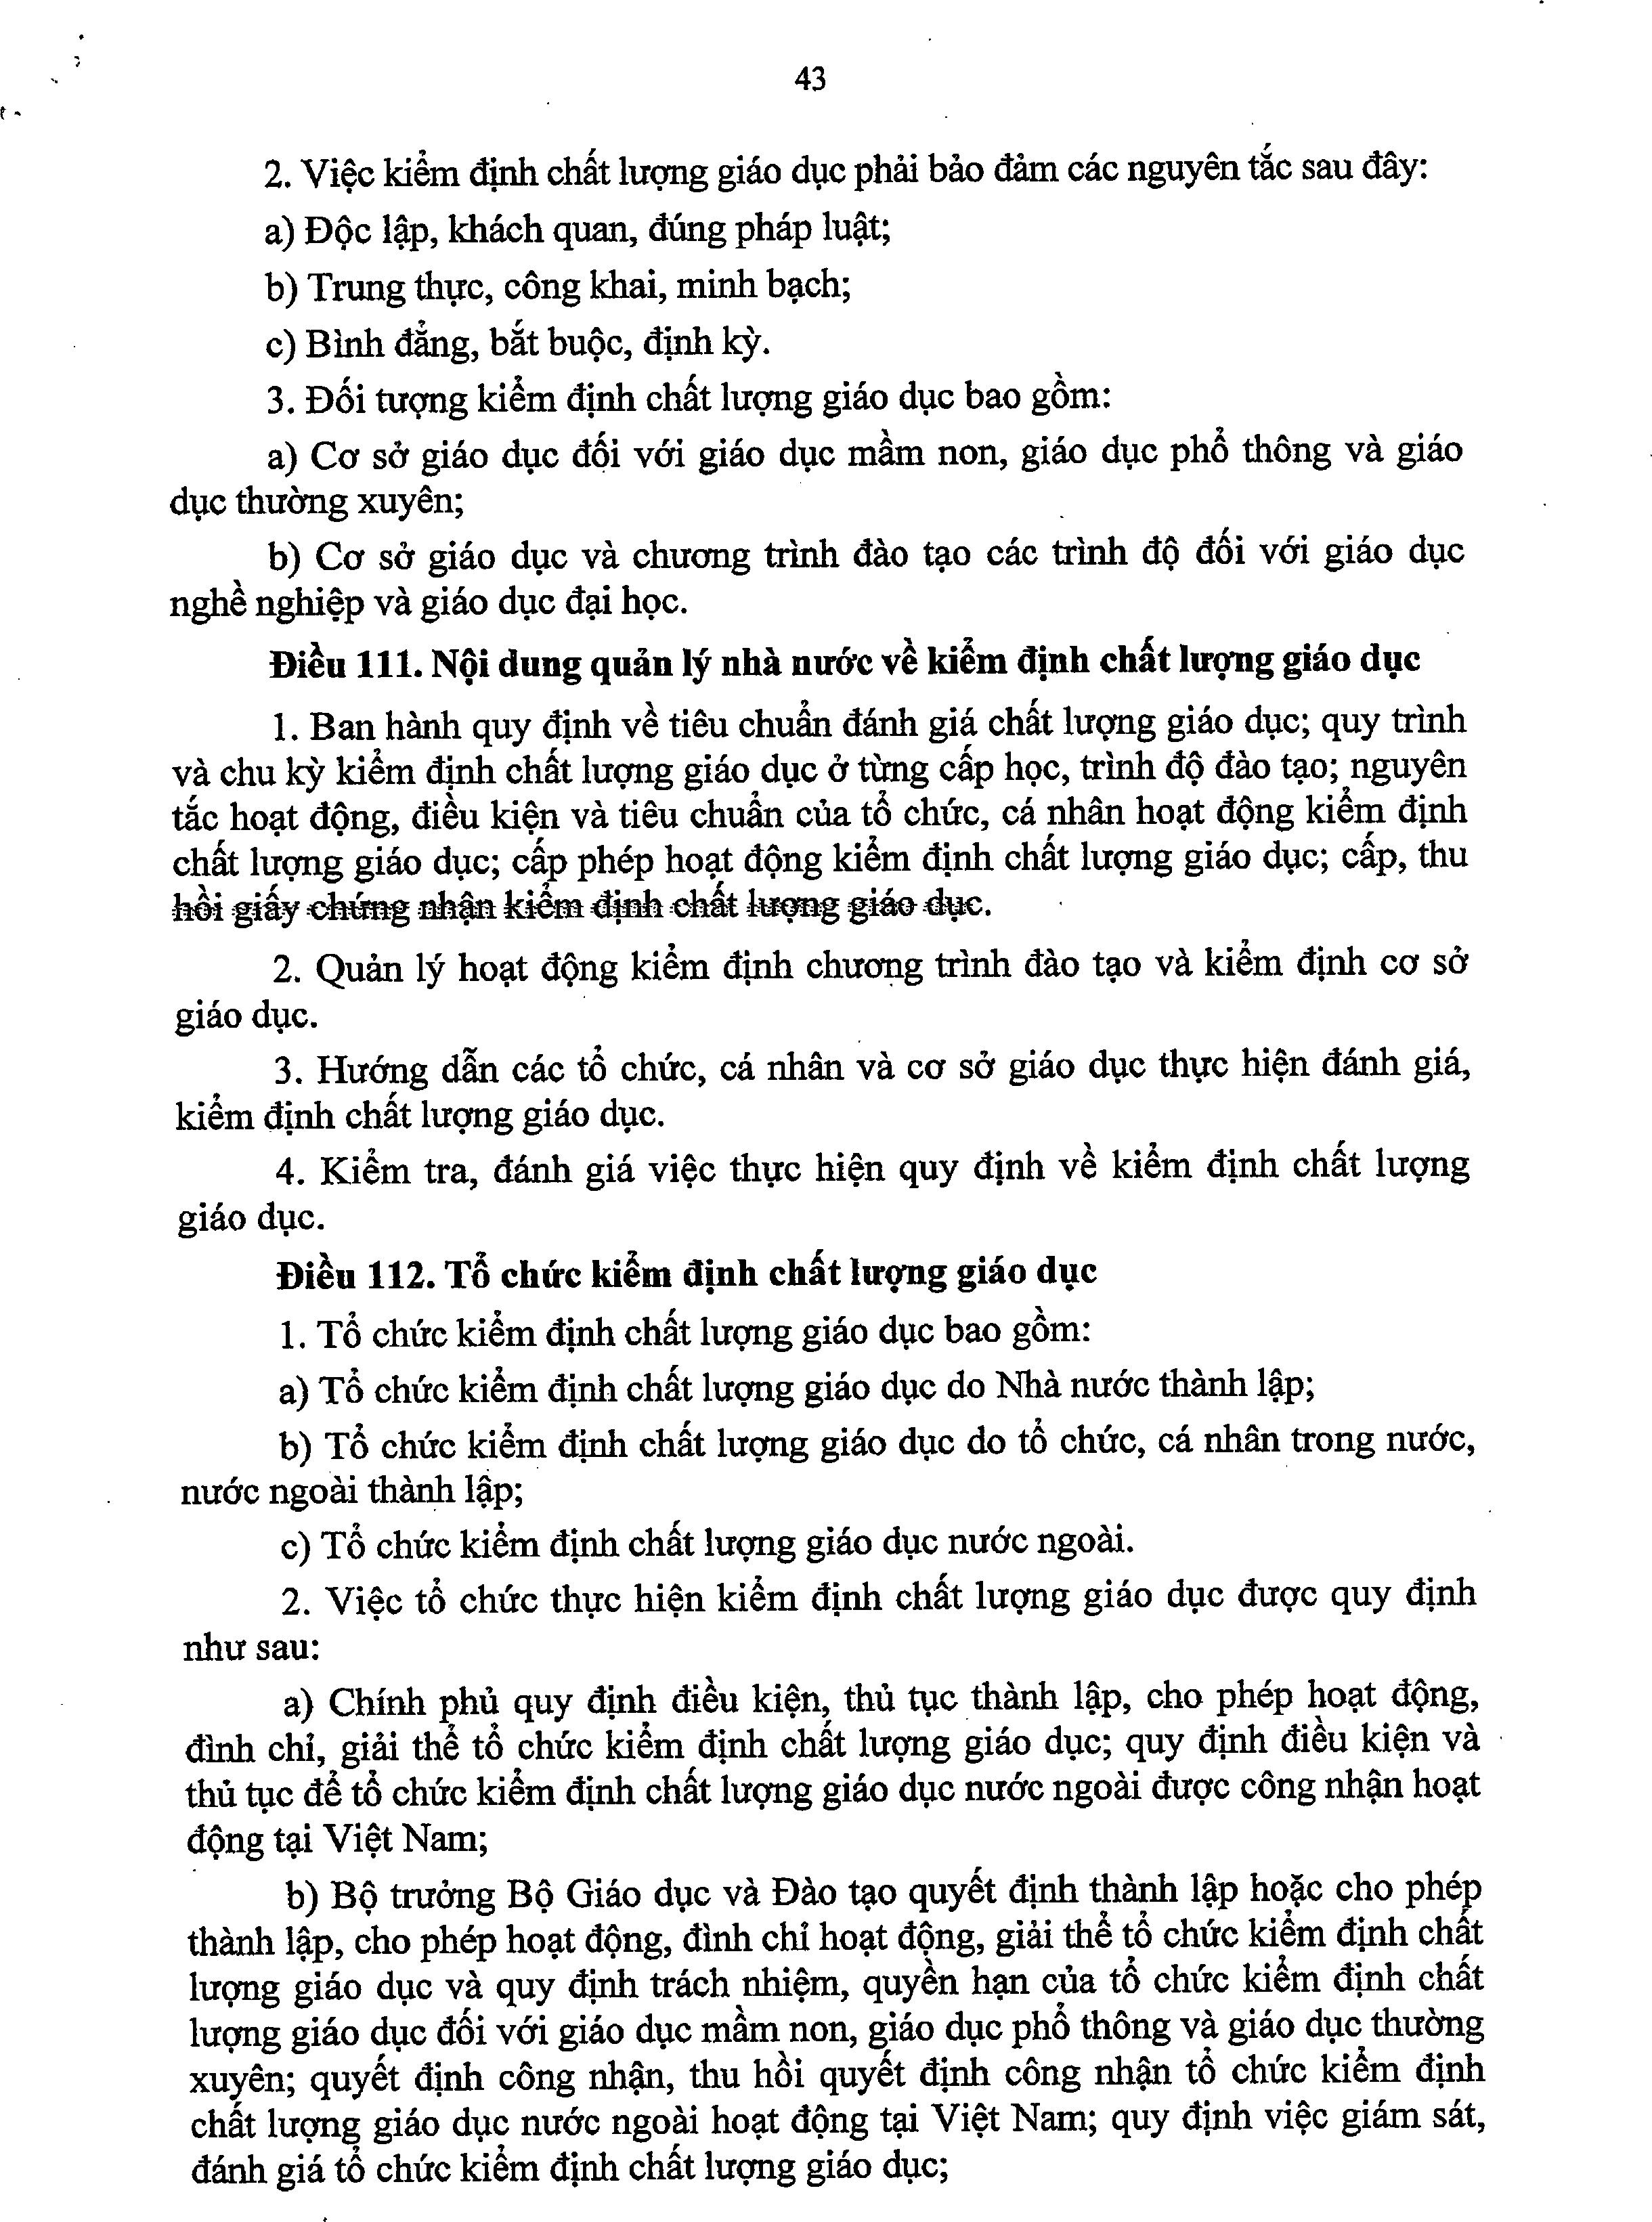 43
2. Việc kiểm định chất lượng giáo dục phải bảo đảm các nguyên tắc sau đây:
a) Độc lập, khách quan, đúng pháp luật;
b) Trung thực, công khai, minh bạch;
c) Bình đẳng, bắt buộc, định kỳ.
3. Đối tượng kiểm định chất lượng giáo dục bao gồm:
a) Cơ sở giáo dục đối với giáo dục mầm non, giáo dục phổ thông và giáo
dục thường xuyên;
b) Cơ sở giáo dục và chương trình đào tạo các trình độ đối với giáo dục
nghề nghiệp và giáo dục đại học.
Điều 111. Nội dung quản lý nhà nước về kiểm định chất lượng giáo dục
1. Ban hành quy định về tiêu chuẩn đánh giá chất lượng giáo dục; quy trình
và chu kỳ kiểm định chất lượng giáo dục ở từng cấp học, trình độ đào tạo; nguyên
tắc hoạt động, điều kiện và tiêu chuẩn của tổ chức, cá nhân hoạt động kiểm định
chất lượng giáo dục; cấp phép hoạt động kiểm định chất lượng giáo dục; cấp, thu
hồi giấy chứng nhận kiểm định chất lượng giáo dục.
2. Quản lý hoạt động kiểm định chương trình đào tạo và kiểm định cơ sở
giáo dục.
3. Hướng dẫn các tổ chức, cá nhân và cơ sở giáo dục thực hiện đánh giá,
kiểm định chất lượng giáo dục.
4. Kiểm tra, đánh giá việc thực hiện quy định về kiểm định chất lượng
giáo dục.
Điều 112. Tổ chức kiểm định chất lượng giáo dục
1. Tổ chức kiểm định chất lượng giáo dục bao gồm:
a) Tổ chức kiểm định chất lượng giáo dục do Nhà nước thành lập;
b) Tổ chức kiểm định chất lượng giáo dục do tổ chức, cá nhân trong nước,
nước ngoài thành lập;
c) Tổ chức kiểm định chất lượng giáo dục nước ngoài.
2. Việc tổ chức thực hiện kiểm định chất lượng giáo dục được quy định
như sau:
a) Chính phủ quy định điều kiện, thủ tục thành lập, cho phép hoạt động,
đình chỉ, giải thể tổ chức kiểm định chất lượng giáo dục; quy định điều kiện và
thủ tục để tổ chức kiểm định chất lượng giáo dục nước ngoài được công nhận hoạt
động tại Việt Nam;
b) Bộ trưởng Bộ Giáo dục và Đào tạo quyết định thành lập hoặc cho phép
thành lập, cho phép hoạt động, đình chỉ hoạt động, giải thể tổ chức kiểm định chất
lượng giáo dục và quy định trách nhiệm, quyền hạn của tổ chức kiểm định chất
lượng giáo dục đối với giáo dục mầm non, giáo dục phổ thông và giáo dục thường
xuyên; quyết định công nhận, thu hồi quyết định công nhận tổ chức kiểm định
chất lượng giáo dục nước ngoài hoạt động tại Việt Nam; quy định việc giám sát,
đánh giá tổ chức kiểm định chất lượng giáo dục;